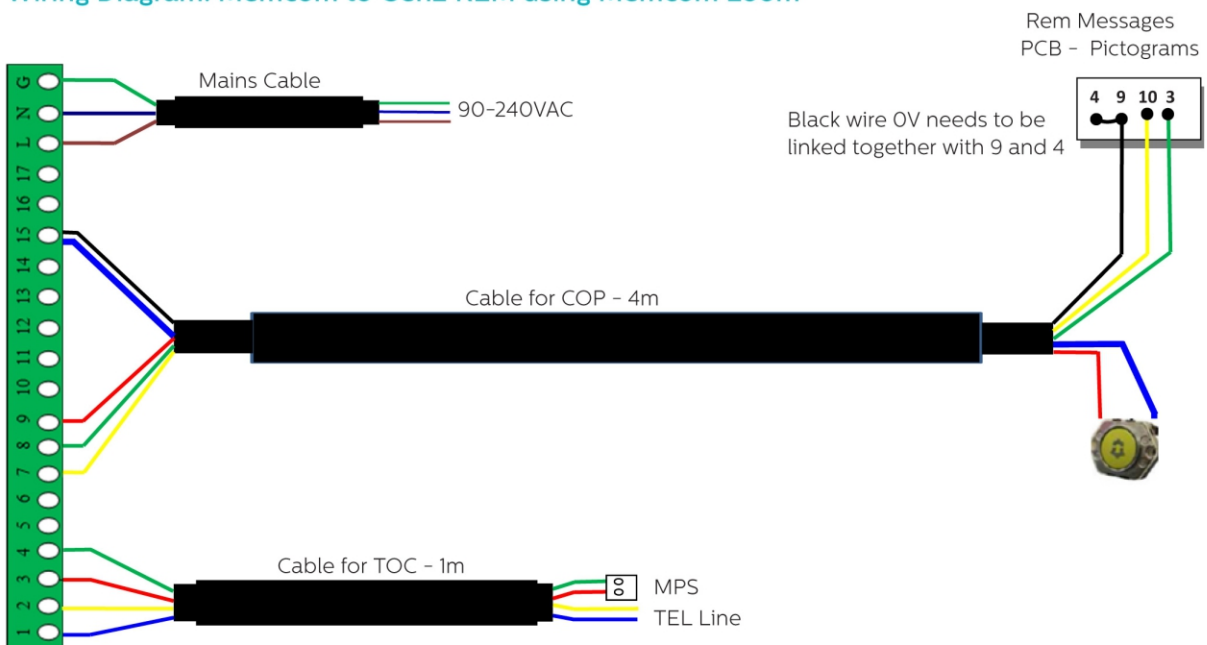 Rem Messages
PCB - Pictograms
Mains Cable
90-240VAC
4 9 10 3
Black wire 0V needs to be
linked together with 9 and 4
G
N
L
17
16
15
14
13
12
11
10
9
8
7
6
5
4
3
2
1
Cable for COP - 4m
Cable for TOC - 1m
MPS
TEL Line